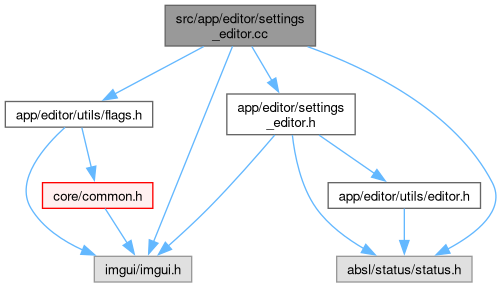 src/app/editor/settings
_editor.cc
app/editor/utils/flags.h
app/editor/settings
_editor.h
core/common.h
app/editor/utils/editor.h
imgui/imgui.h
absl/status/status.h